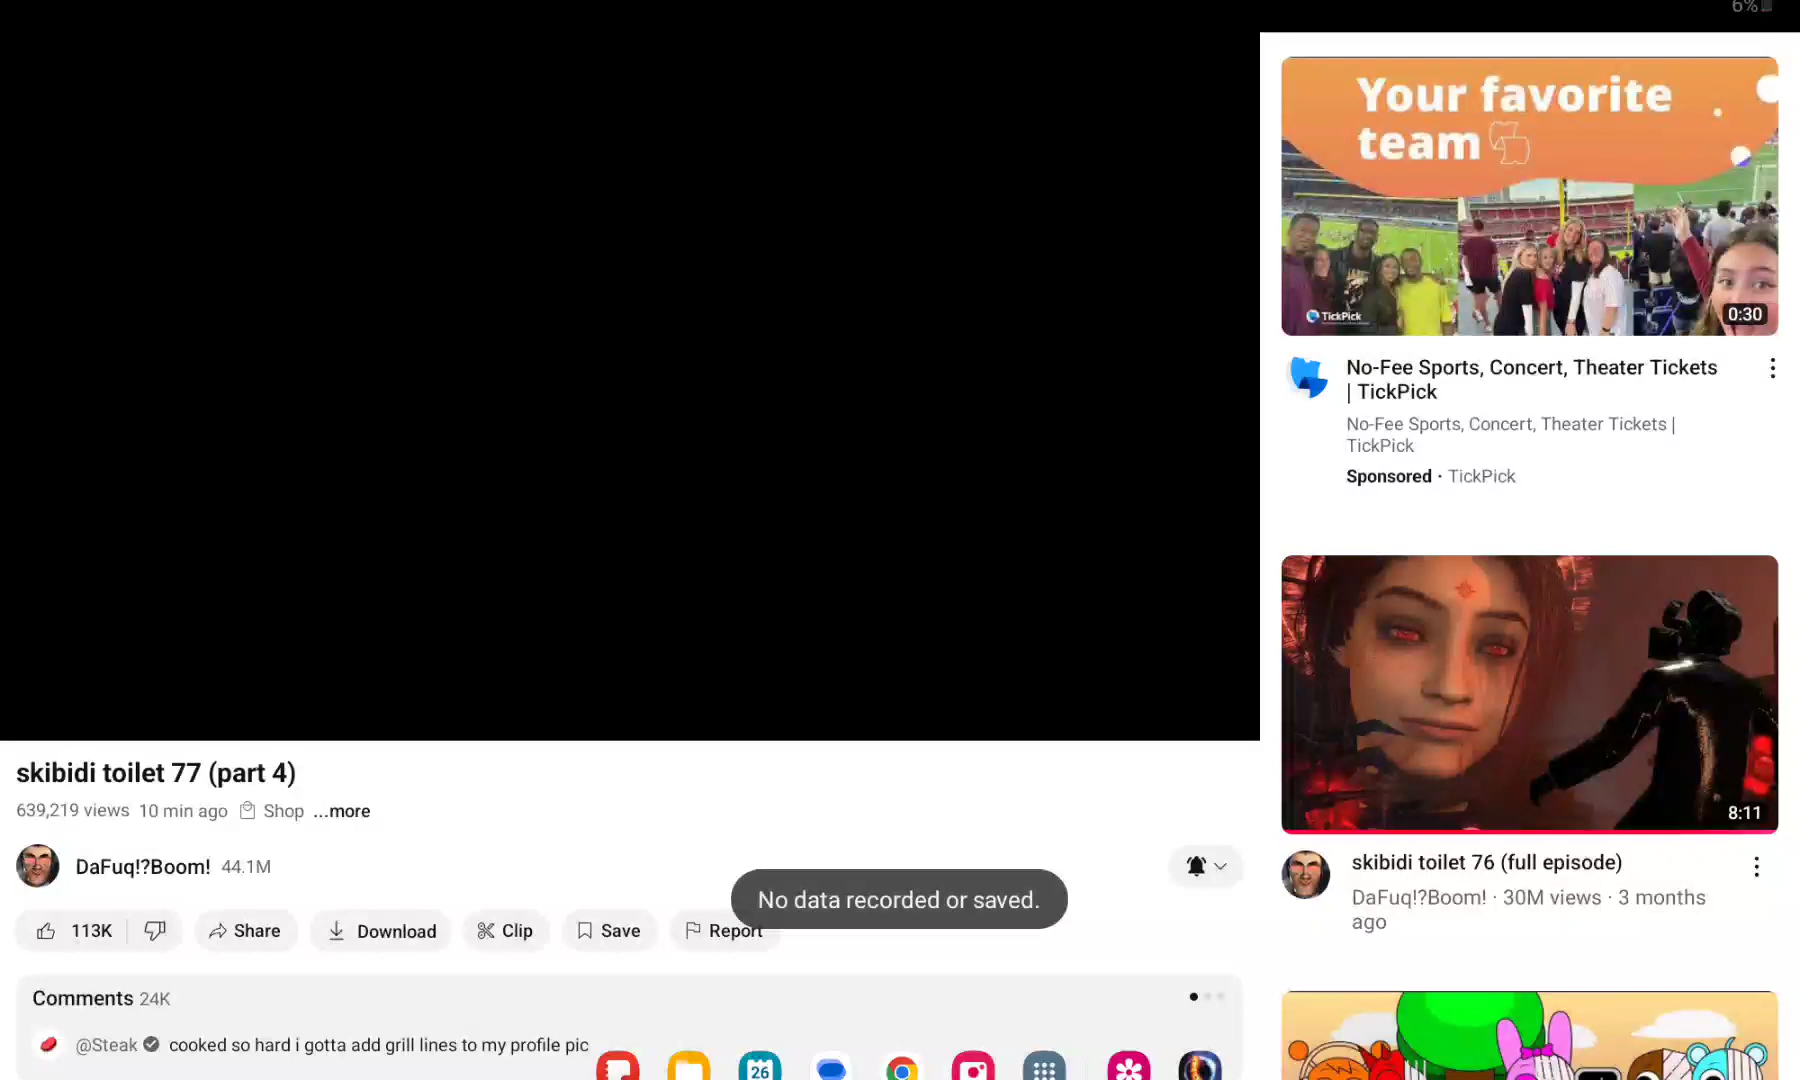 6%
Your favorite
team
TickPick
0:30
No-Fee Sports, Concert, Theater Tickets
| TickPick
No-Fee Sports, Concert, Theater Tickets |
TickPick
Sponsored · TickPick
8:11
skibidi toilet 76 (full episode)
DaFuq!?Boom! · 30M views · 3 months
ago
skibidi toilet 77 (part 4)
639,219 views 10 min ago Shop ...more
DaFuq!?Boom! 44.1M
No data recorded or saved.
113K Share Download Clip Save Report
Comments 24K
@Steak cooked so hard i gotta add grill lines to my profile pic
26